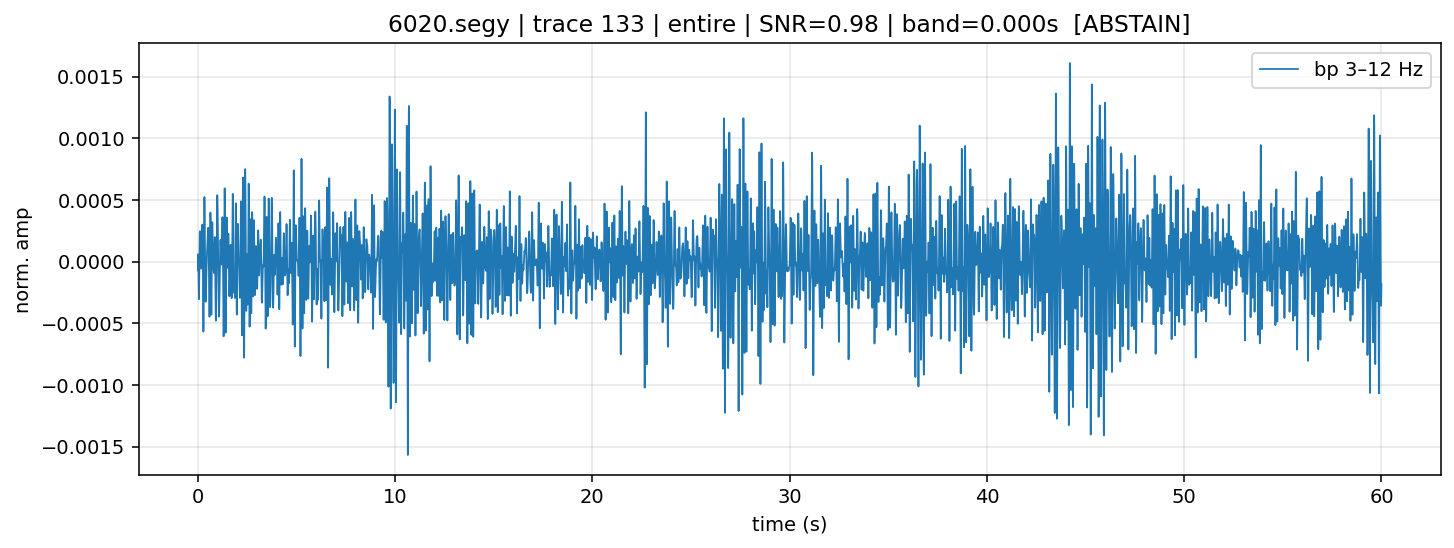 6020.segy | trace 133 | entire | SNR=0.98 | band=0.000s  [ABSTAIN]
bp 3–12 Hz
norm. amp
0.0015
0.0010
0.0005
0.0000
−0.0005
−0.0010
−0.0015
0 10 20 30 40 50 60
time (s)